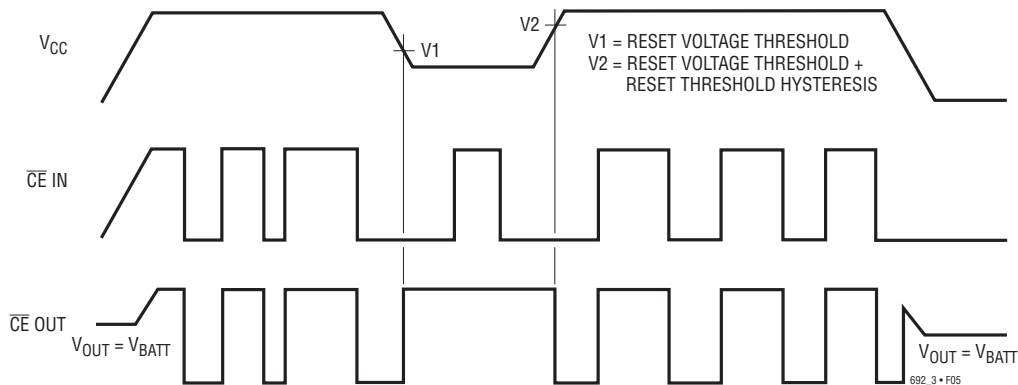 V2
V1 = RESET VOLTAGE THRESHOLD
VCC
V1
V2 = RESET VOLTAGE THRESHOLD +
RESET THRESHOLD HYSTERESIS
CE IN
CE OUT
VOUT = VBATT
VOUT = VBATT
692_3 • F05